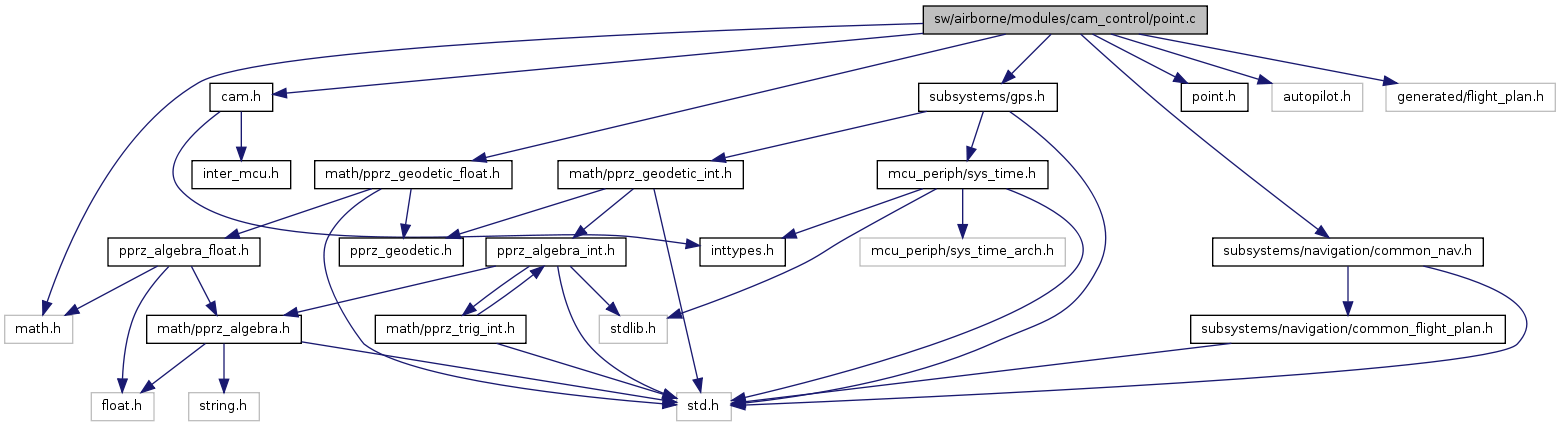 sw/airborne/modules/cam_control/point.c
cam.h
subsystems/gps.h
point.h
autopilot.h
generated/flight_plan.h
inter_mcu.h
math/pprz_geodetic_float.h
math/pprz_geodetic_int.h
mcu_periph/sys_time.h
pprz_algebra_float.h
pprz_geodetic.h
pprz_algebra_int.h
inttypes.h
mcu_periph/sys_time_arch.h
subsystems/navigation/common_nav.h
math.h
math/pprz_algebra.h
math/pprz_trig_int.h
stdlib.h
subsystems/navigation/common_flight_plan.h
float.h
string.h
std.h